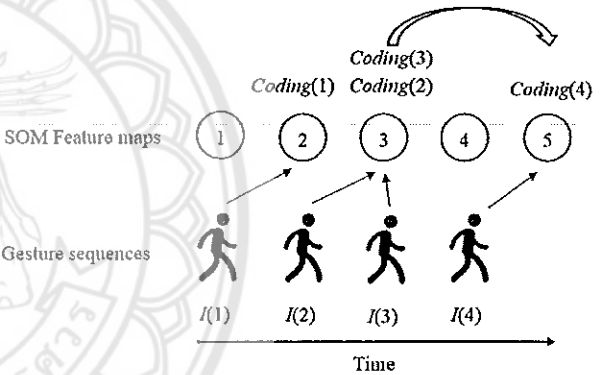 Coding(3)
Coding(1) Coding(2) Coding(4)
SOM Feature maps 1 2 3 4 5
Gesture sequences
I(1) I(2) I(3) I(4)
Time